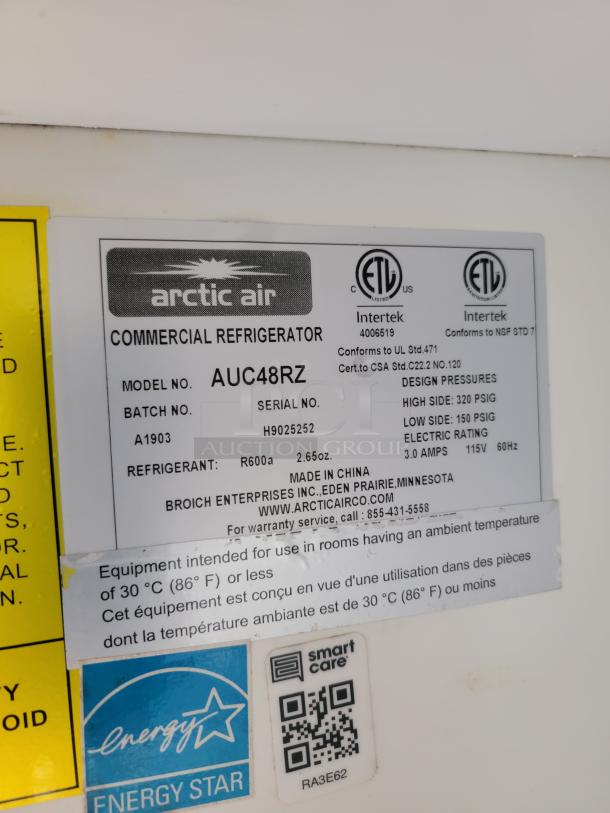 arctic air
COMMERCIAL REFRIGERATOR
MODEL NO. AUC48RZ
BATCH NO. SERIAL NO.
A1903 H9025252
REFRIGERANT: R600a 2.65oz.
C ETL US
LISTED
Intertek
4006519
ETL
Intertek
Conforms to NSF STD 7
Conforms to UL Std.471
Cert.to CSA Std.C22.2 NO.120
DESIGN PRESSURES
HIGH SIDE: 320 PSIG
LOW SIDE: 150 PSIG
ELECTRIC RATING
3.0 AMPS 115V 60Hz
MADE IN CHINA
BROICH ENTERPRISES INC.,EDEN PRAIRIE,MINNESOTA
WWW.ARCTICAIRCO.COM
For warranty service, call : 855-431-5558
Equipment intended for use in rooms having an ambient temperature
of 30 °C (86° F) or less
Cet équipement est conçu en vue d'une utilisation dans des pièces
dont la température ambiante est de 30 °C (86° F) ou moins
energy
ENERGY STAR
smart
care
RA3E62
AUCTION GROUP